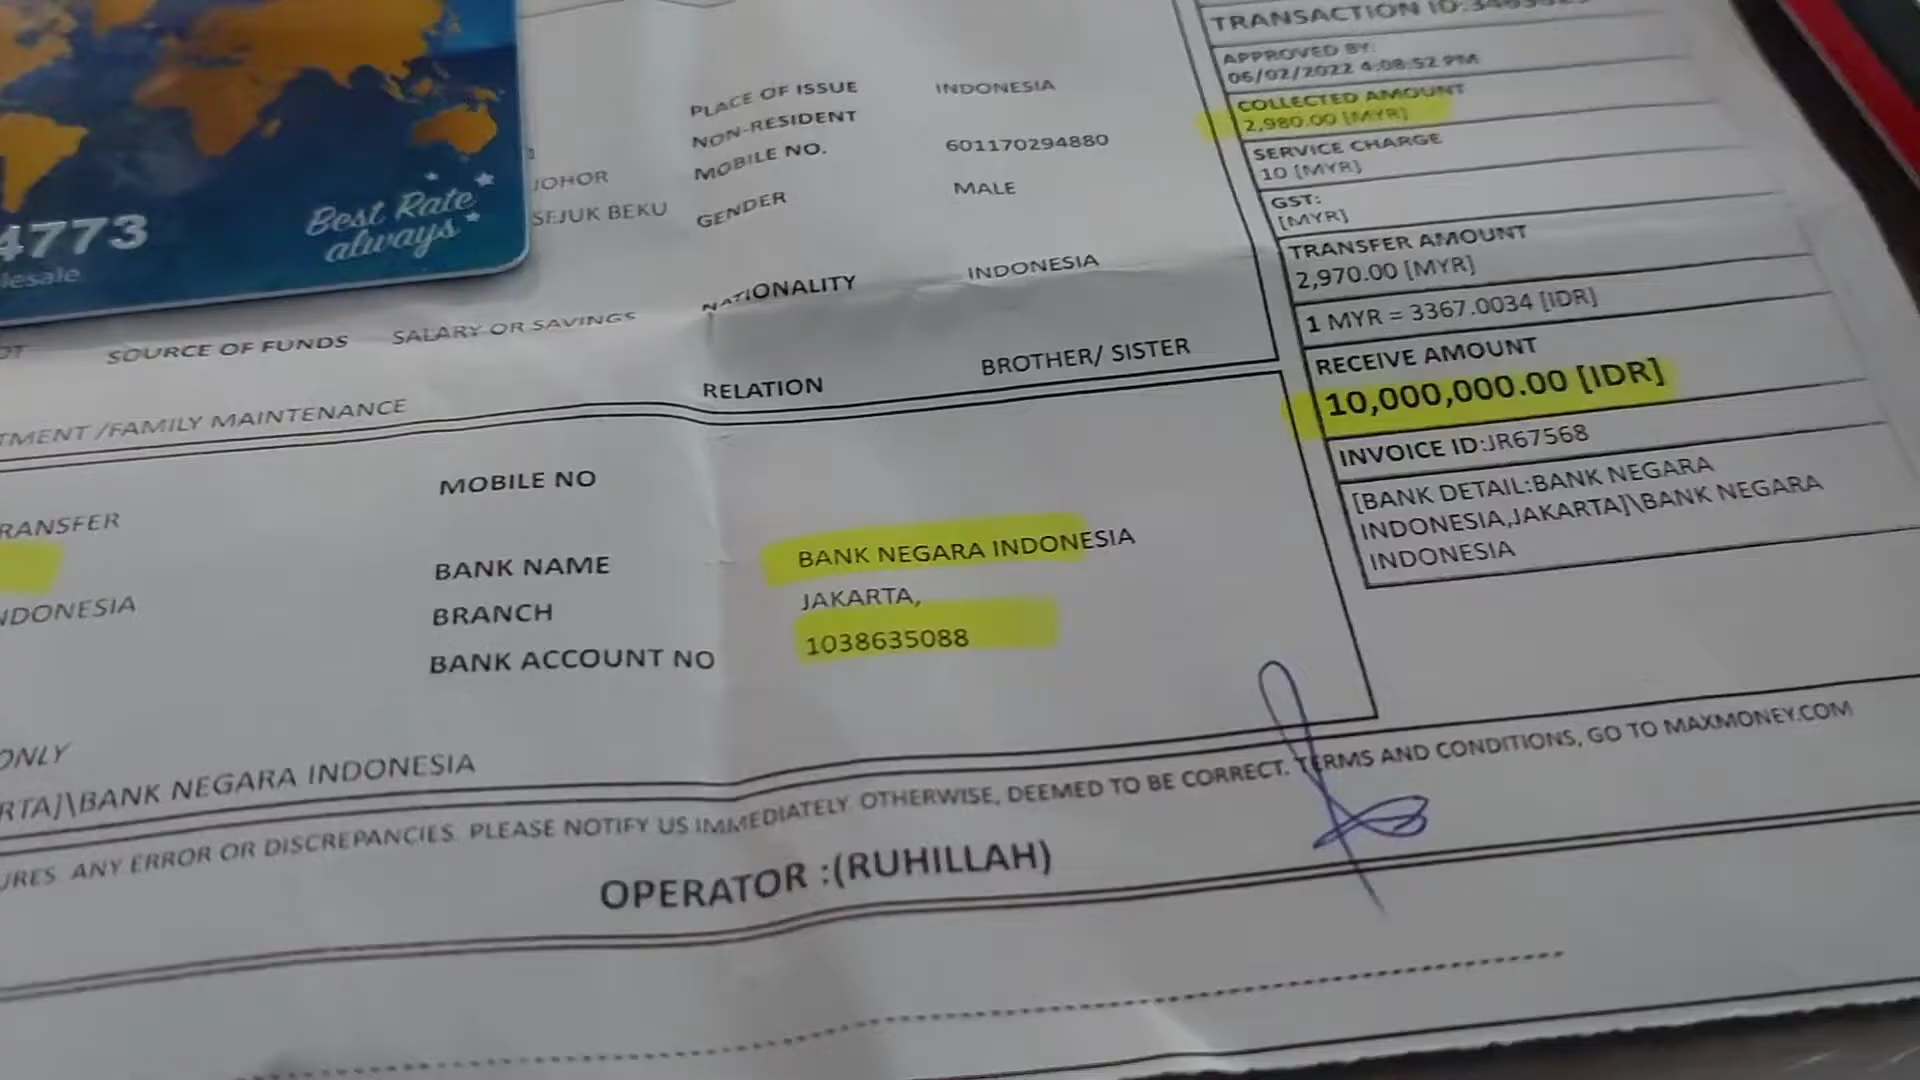 4773
Best Rate
always
JOHOR
SEJUK BEKU
PLACE OF ISSUE INDONESIA
NON-RESIDENT
MOBILE NO. 601170294880
GENDER MALE
NATIONALITY INDONESIA
SOURCE OF FUNDS SALARY OR SAVINGS
RELATION BROTHER/ SISTER
/FAMILY MAINTENANCE
MOBILE NO
BANK NAME BANK NEGARA INDONESIA
BRANCH JAKARTA,
BANK ACCOUNT NO 1038635088
ONLY
\BANK NEGARA INDONESIA
ANY ERROR OR DISCREPANCIES. PLEASE NOTIFY US IMMEDIATELY. OTHERWISE, DEEMED TO BE CORRECT. TERMS AND CONDITIONS, GO TO MAXMONEY.COM
OPERATOR :(RUHILLAH)
TRANSACTION ID:
APPROVED BY:
06/02/2022 4:08:52 PM
COLLECTED AMOUNT
2,980.00 [MYR]
SERVICE CHARGE
10 [MYR]
GST:
[MYR]
TRANSFER AMOUNT
2,970.00 [MYR]
1 MYR = 3367.0034 [IDR]
RECEIVE AMOUNT
10,000,000.00 [IDR]
INVOICE ID:JR67568
[BANK DETAIL:BANK NEGARA
INDONESIA,JAKARTA]\BANK NEGARA
INDONESIA